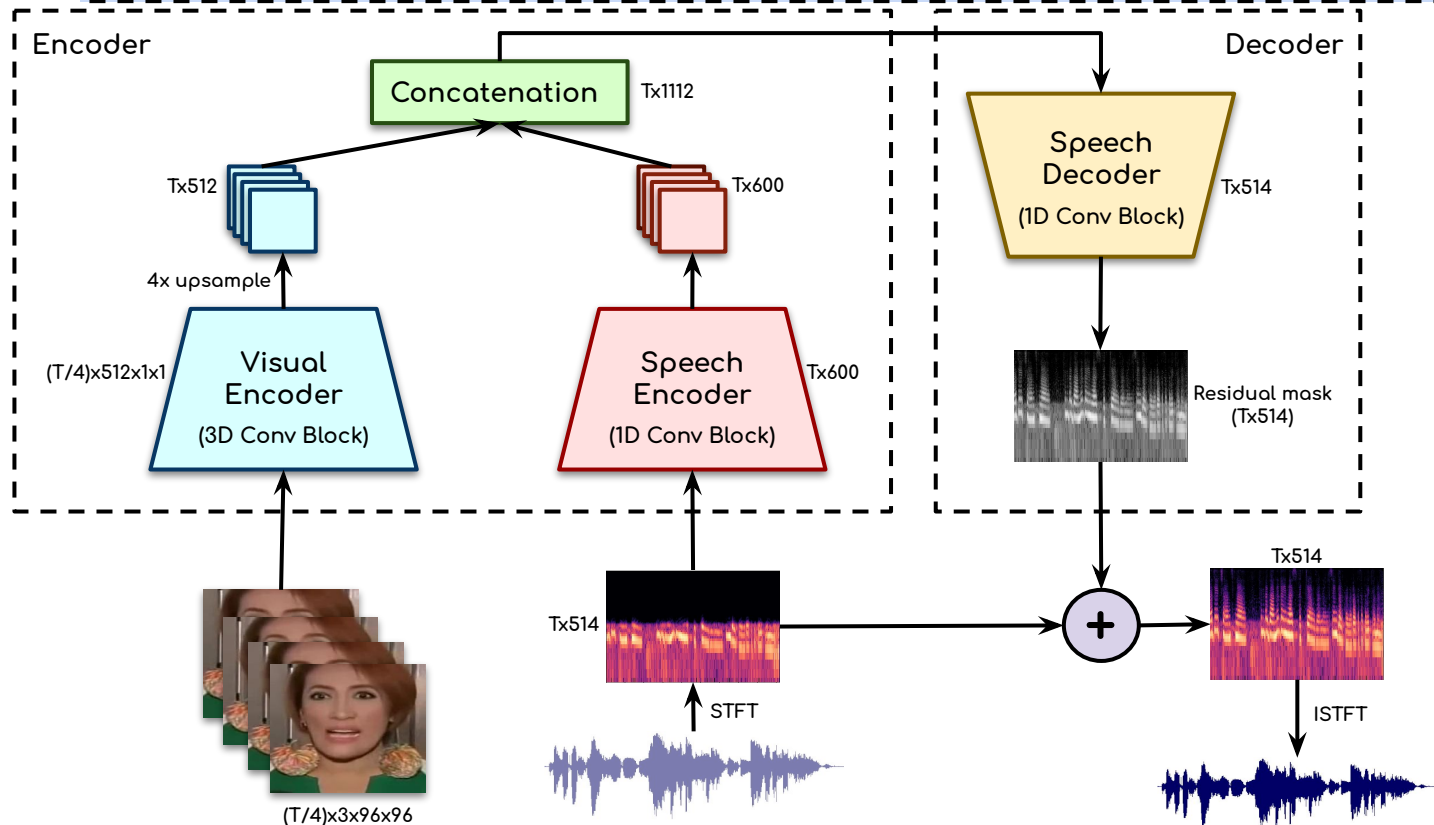 Encoder
Decoder
Concatenation
Tx1112
Speech
Decoder
(1D Conv Block)
Tx514
Tx512
Tx600
4x upsample
(T/4)x512x1x1
Visual
Encoder
(3D Conv Block)
Speech
Encoder
(1D Conv Block)
Tx600
Residual mask
(Tx514)
Tx514
Tx514
STFT
ISTFT
+
(T/4)x3x96x96